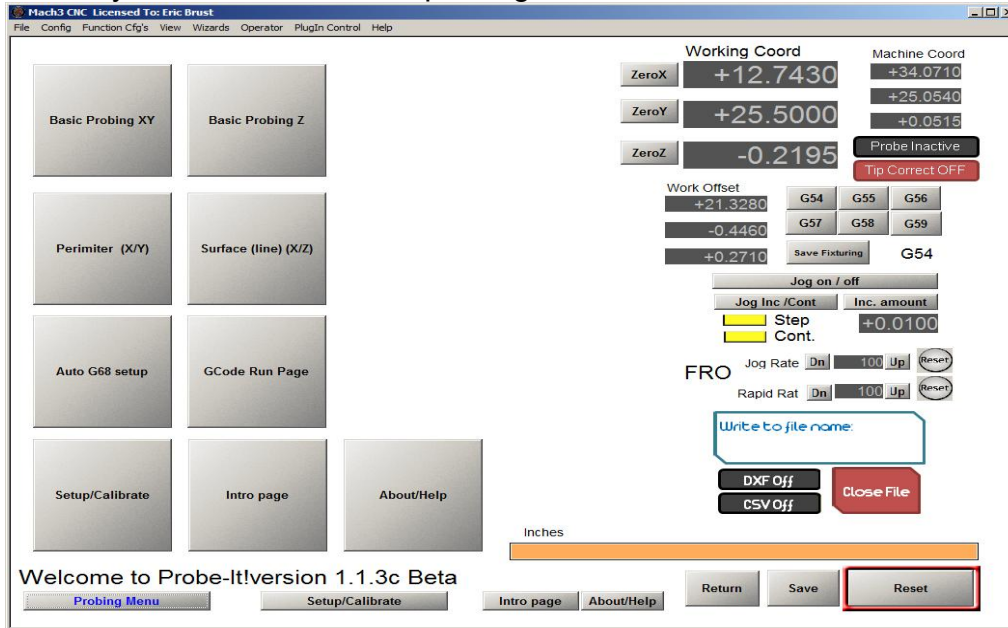 Mach3 CNC Licensed To: Eric Brust
File Config Function Cfg's View Wizards Operator PlugIn Control Help
Working Coord
Machine Coord
ZeroX +12.7430 +34.0710
+25.0540
ZeroY +25.5000 +0.0515
ZeroZ -0.2195 Probe Inactive
Tip Correct OFF
Basic Probing XY Basic Probing Z
Work Offset
+21.3280 G54 G55 G56
-0.4460 G57 G58 G59
+0.2710 Save Fixturing G54
Perimiter (X/Y) Surface (line) (X/Z)
Jog on / off
Jog Inc /Cont Inc. amount
Step +0.0100
Cont.
Auto G68 setup GCode Run Page
FRO Jog Rate Dn 100 Up Reset
Rapid Rat Dn 100 Up Reset
Write to file name:
DXF Off
CSV Off
Close File
Setup/Calibrate Intro page About/Help
Inches
Welcome to Probe-It!version 1.1.3c Beta
Probing Menu Setup/Calibrate Intro page About/Help Return Save Reset